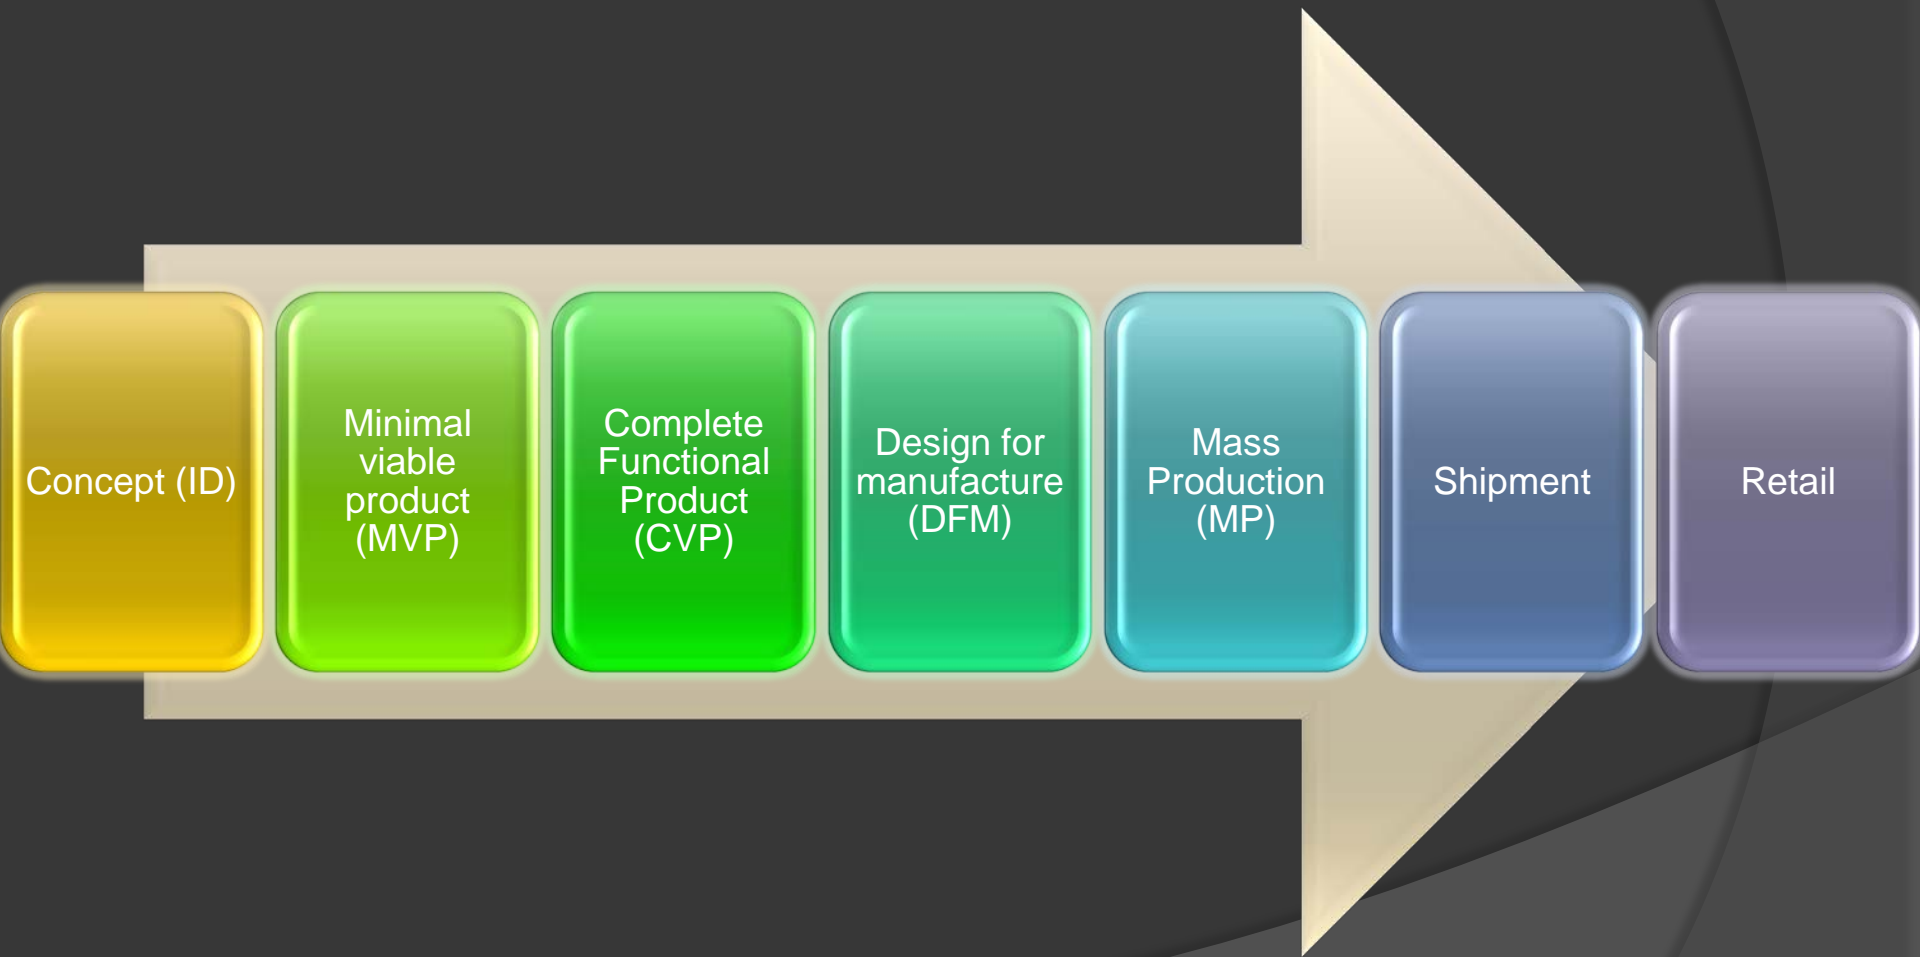 Concept (ID)
Minimal
viable
product
(MVP)
Complete
Functional
Product
(CVP)
Design for
manufacture
(DFM)
Mass
Production
(MP)
Shipment
Retail